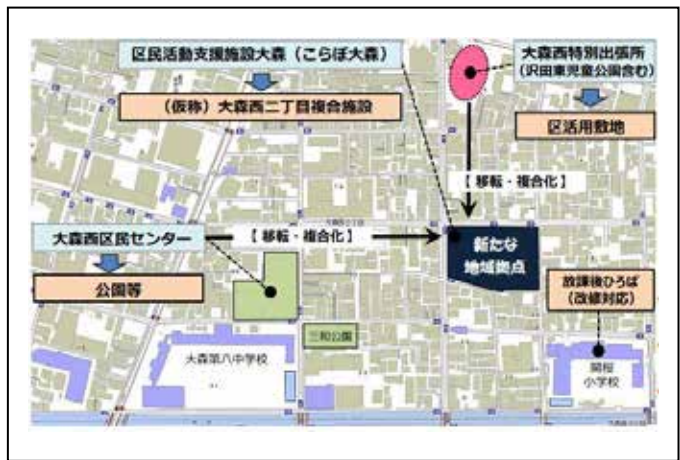 区民活動支援施設大森(こらぼ大森)
(仮称)大森西二丁目複合施設
大森西特別出張所
(沢田東児童公園含む)
区活用敷地
【 移転・複合化 】
大森西区民センター
【 移転・複合化 】
新たな
地域拠点
公園等
放課後ひろば
(改修対応)
三和公園
大森第八中学校
開桜
小学校